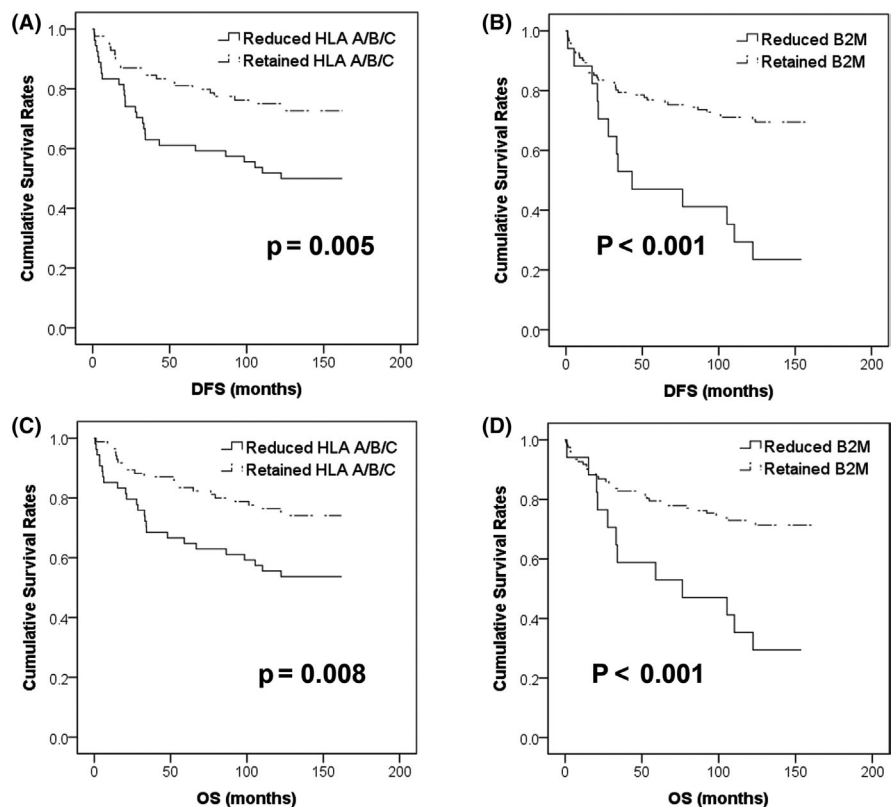 (A)
Cumulative Survival Rates
1.0
0.8
0.6
0.4
0.2
0.0
Reduced HLA A/B/C
Retained HLA A/B/C
p = 0.005
0
50
100
150
200
DFS (months)
(B)
Cumulative Survival Rates
1.0
0.8
0.6
0.4
0.2
0.0
Reduced B2M
Retained B2M
P < 0.001
0
50
100
150
200
DFS (months)
(C)
Cumulative Survival Rates
1.0
0.8
0.6
0.4
0.2
0.0
Reduced HLA A/B/C
Retained HLA A/B/C
p = 0.008
0
50
100
150
200
OS (months)
(D)
Cumulative Survival Rates
1.0
0.8
0.6
0.4
0.2
0.0
Reduced B2M
Retained B2M
P < 0.001
0
50
100
150
200
OS (months)